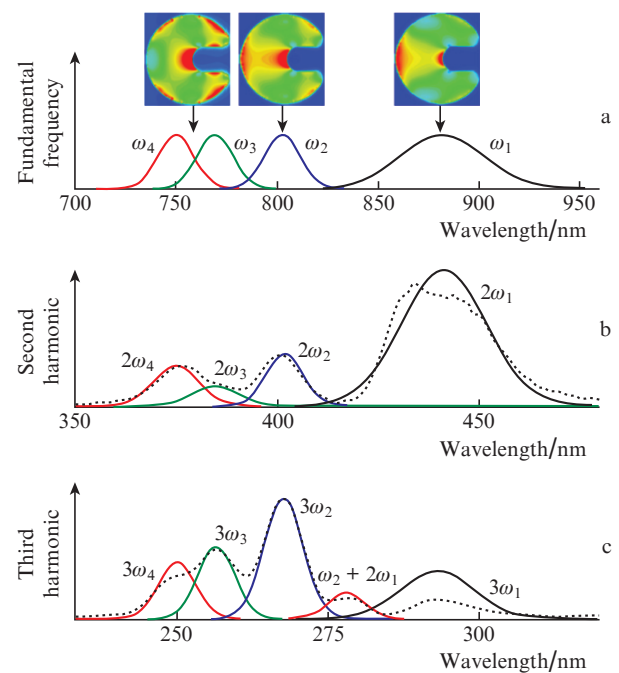 Fundamental
frequency
a
ω4 ω3 ω2 ω1
700 750 800 850 900 950
Wavelength/nm
Second
harmonic
b
2ω4 2ω3 2ω2 2ω1
350 400 450
Wavelength/nm
Third
harmonic
c
3ω4 3ω3 3ω2 ω2 + 2ω1 3ω1
250 275 300
Wavelength/nm